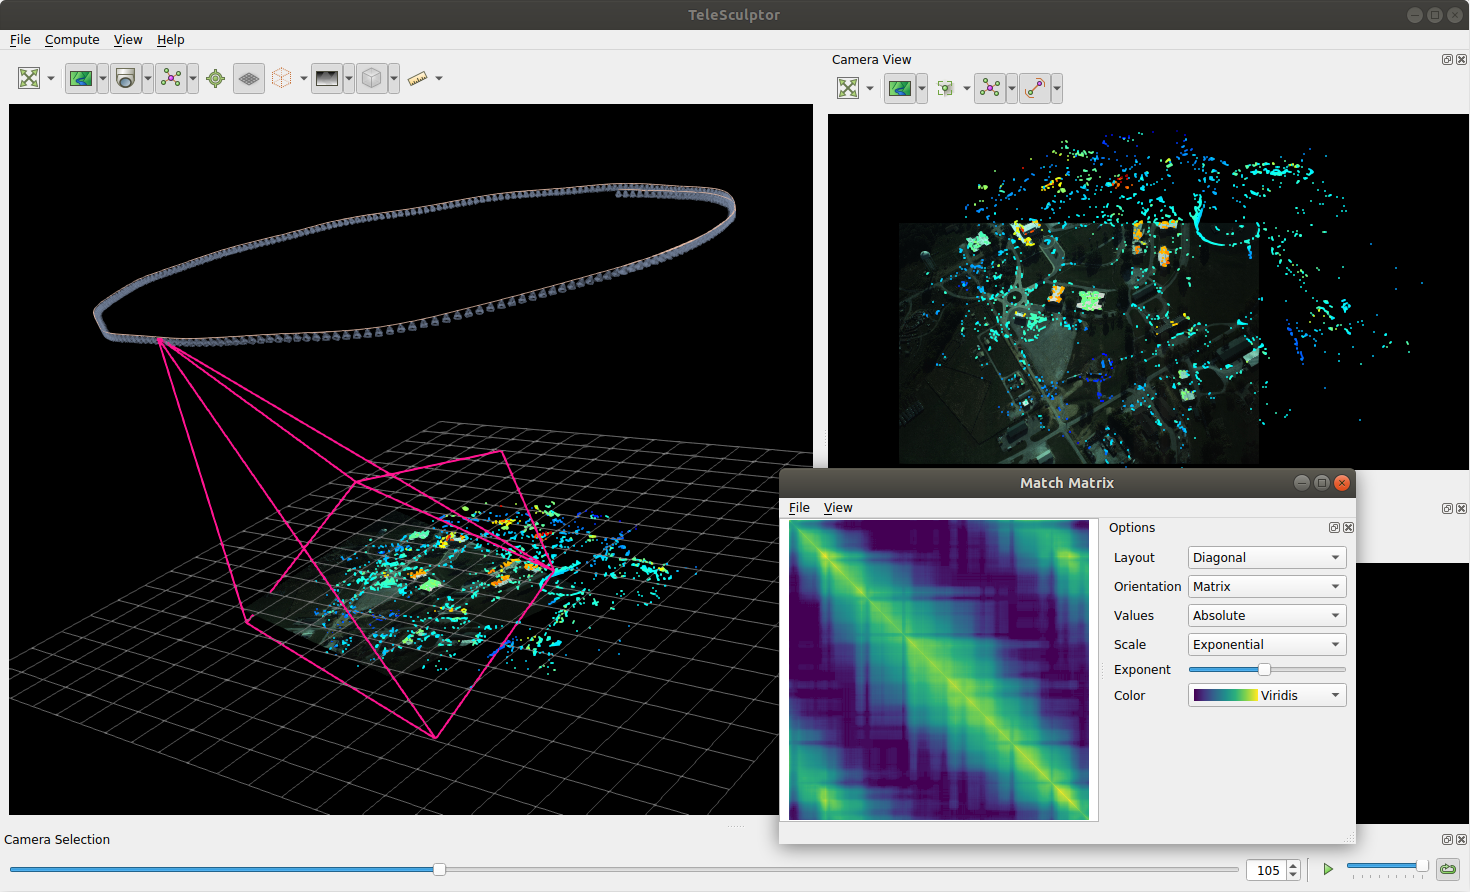 TeleSculptor
File Compute View Help
Camera View
Match Matrix
File View
Options
Layout Diagonal
Orientation Matrix
Values Absolute
Scale Exponential
Exponent
Color Viridis
Camera Selection
105